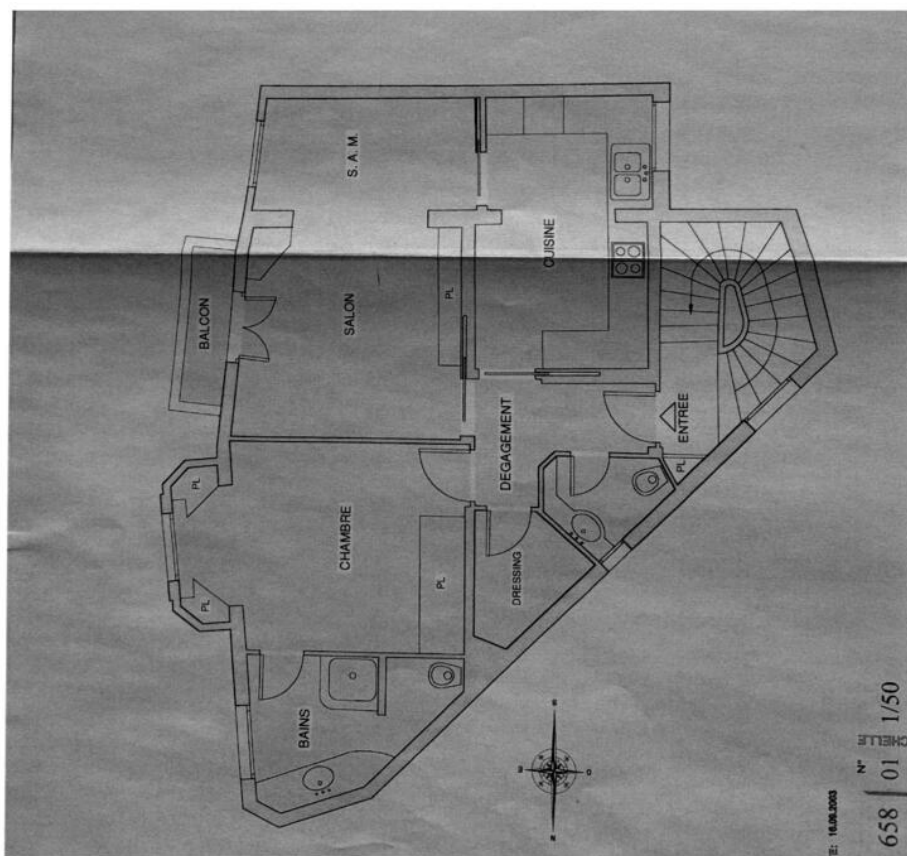 S. A. M.
CUISINE
BALCON
SALON
PL
ENTRÉE
PL
DEGAGEMENT
PL
CHAMBRE
PL
DRESSING
PL
BAINS
S
E
O
N
E: 16.09.2003
658
01
N°
CHELLE
1/50